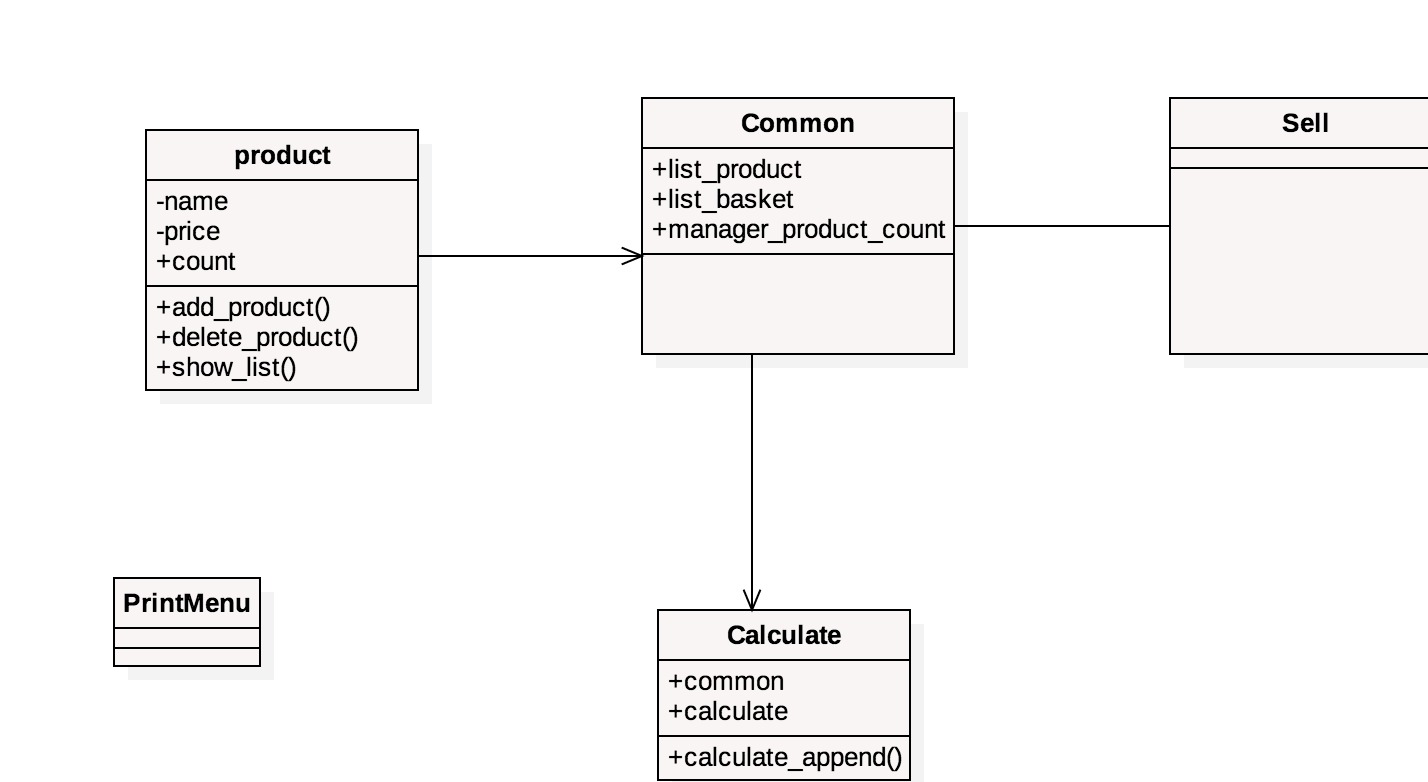 product
-name
-price
+count
+add_product()
+delete_product()
+show_list()
Common
+list_product
+list_basket
+manager_product_count
Sell
PrintMenu
Calculate
+common
+calculate
+calculate_append()